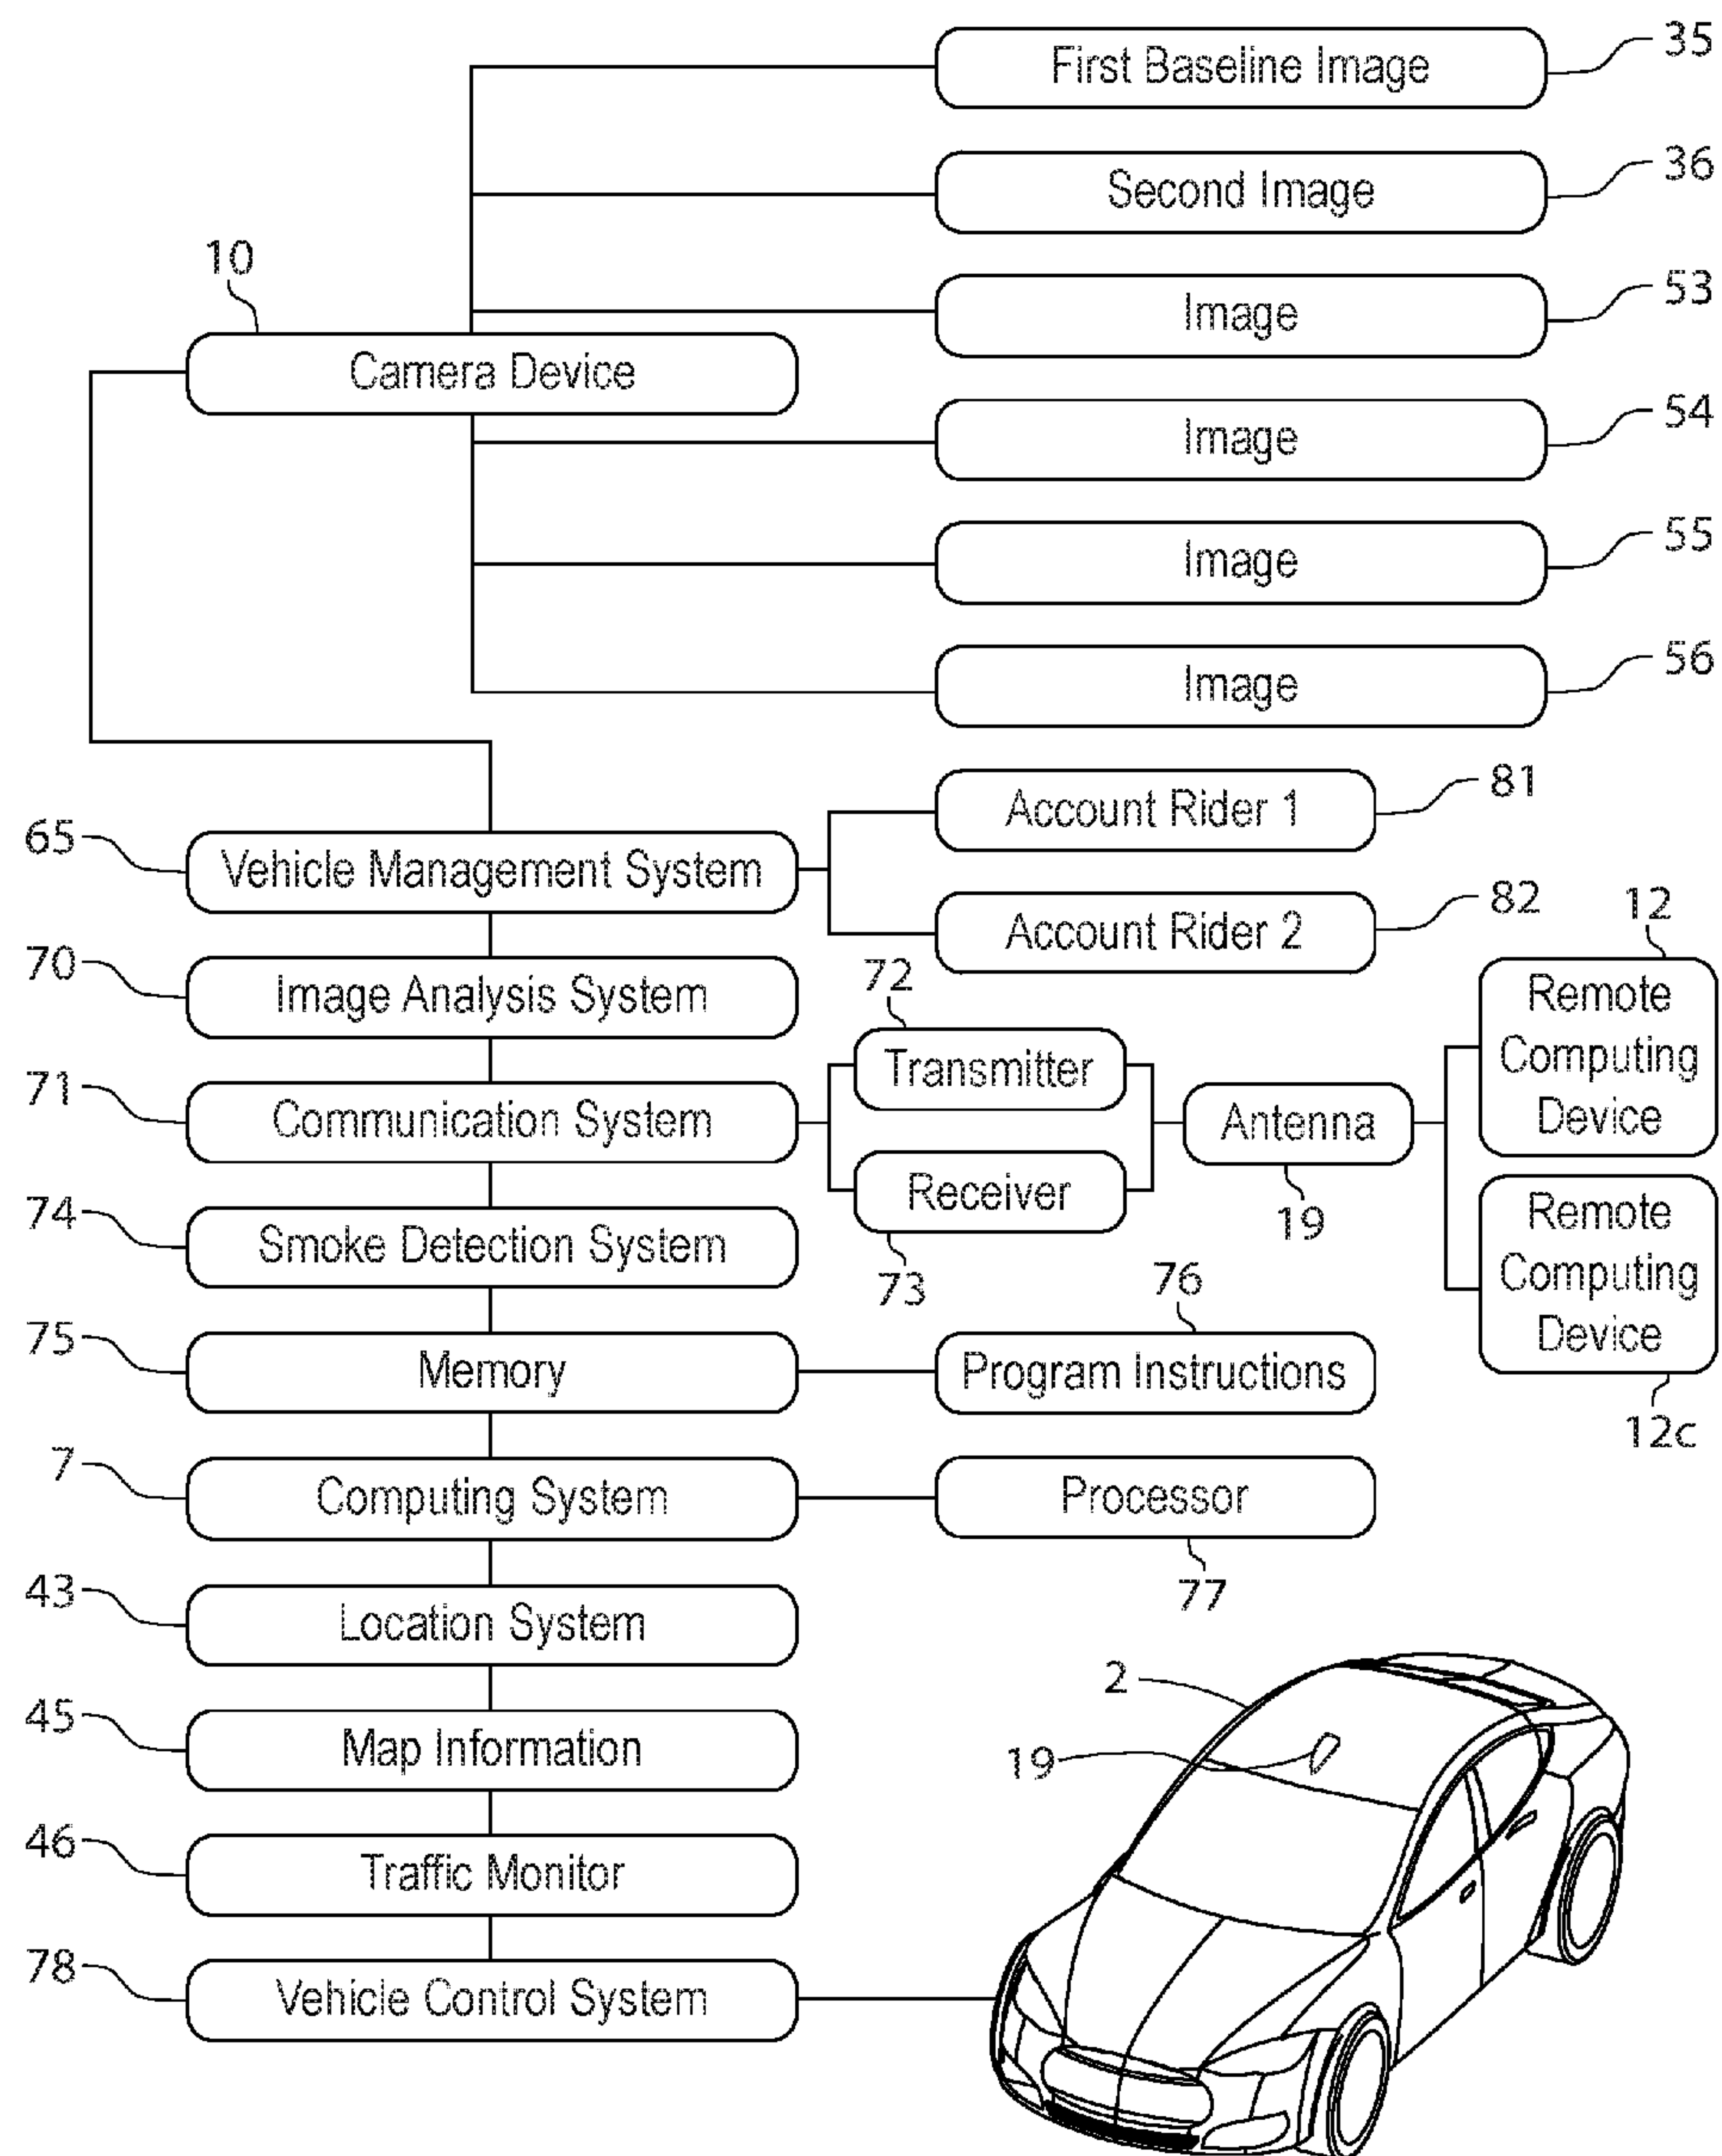 First Baseline Image
35
Second Image
36
10
Image
53
Camera Device
Image
54
Image
55
Image
56
Account Rider 1
81
65
Vehicle Management System
Account Rider 2
82
12
70
Image Analysis System
72
Remote
Computing
Device
71
Communication System
Transmitter
Antenna
Receiver
19
73
74
Smoke Detection System
Remote
Computing
Device
12c
76
75
Memory
Program Instructions
7
Computing System
Processor
77
43
Location System
2
45
Map Information
19
46
Traffic Monitor
78
Vehicle Control System